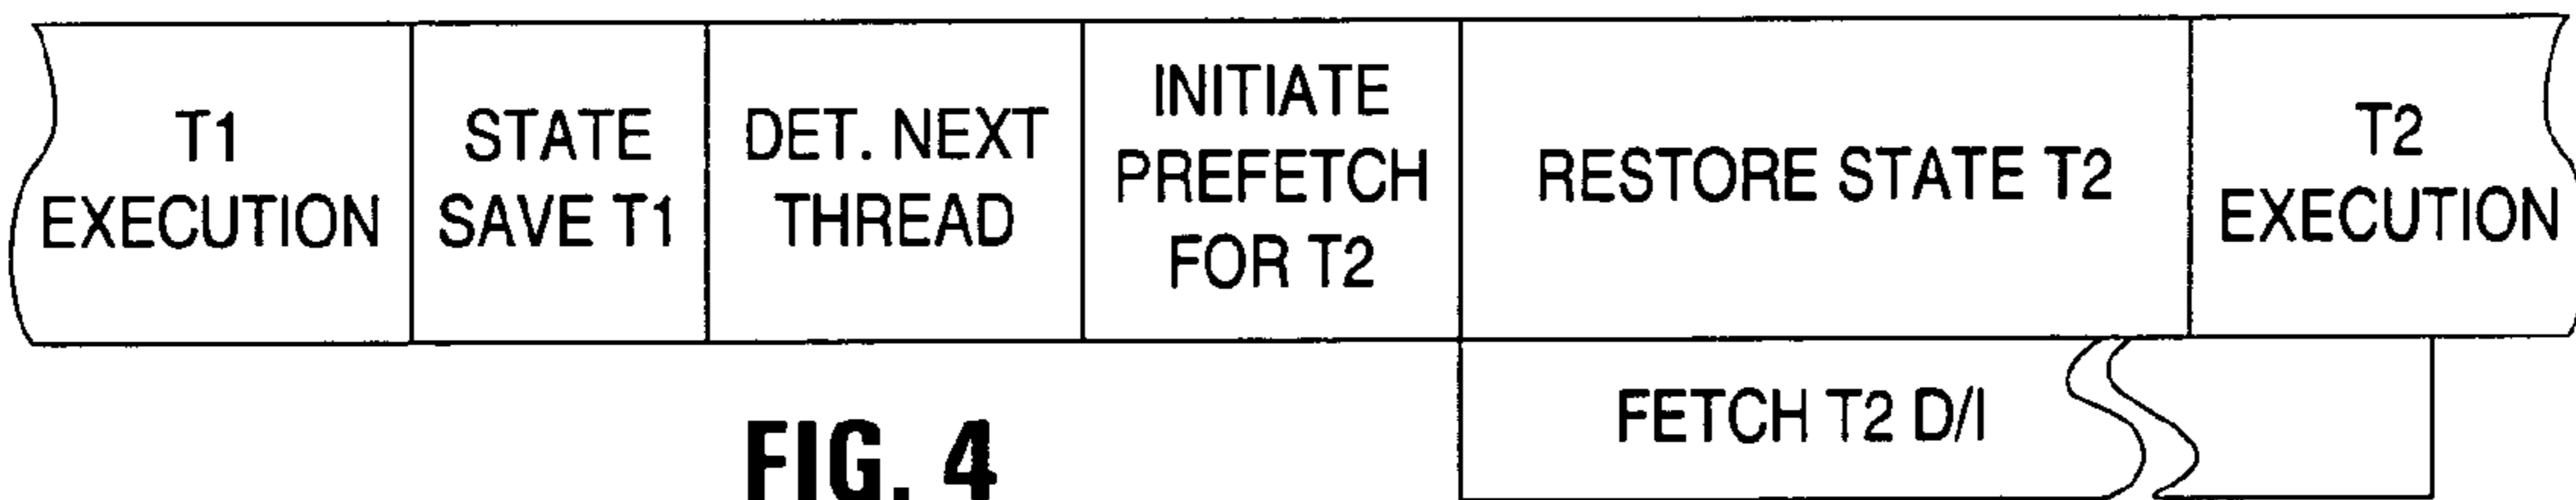 T1
EXECUTION
STATE
SAVE T1
DET. NEXT
THREAD
INITIATE
PREFETCH
FOR T2
RESTORE STATE T2
T2
EXECUTION
FETCH T2 D/I
FIG. 4